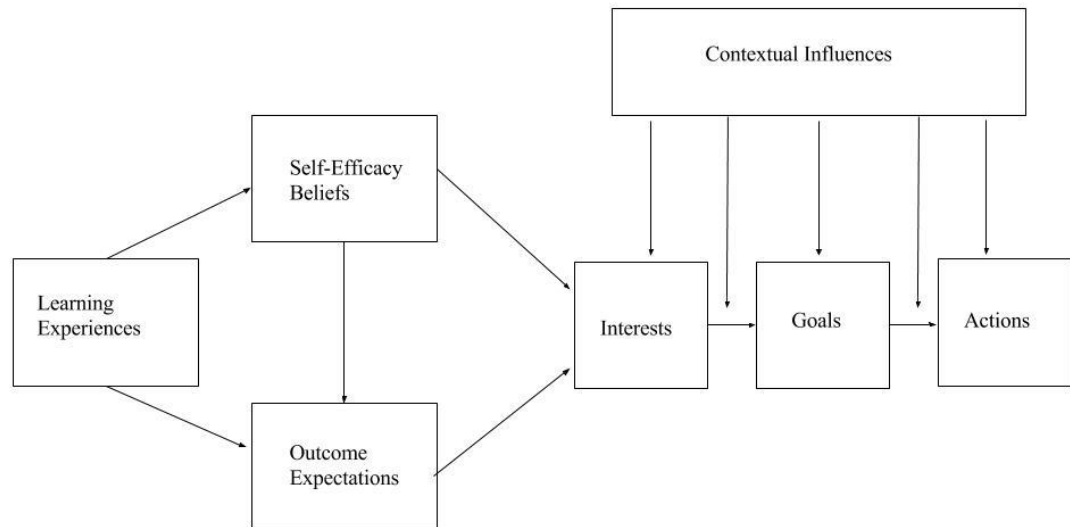 Contextual Influences
Self-Efficacy
Beliefs
Learning
Experiences
Interests
Goals
Actions
Outcome
Expectations